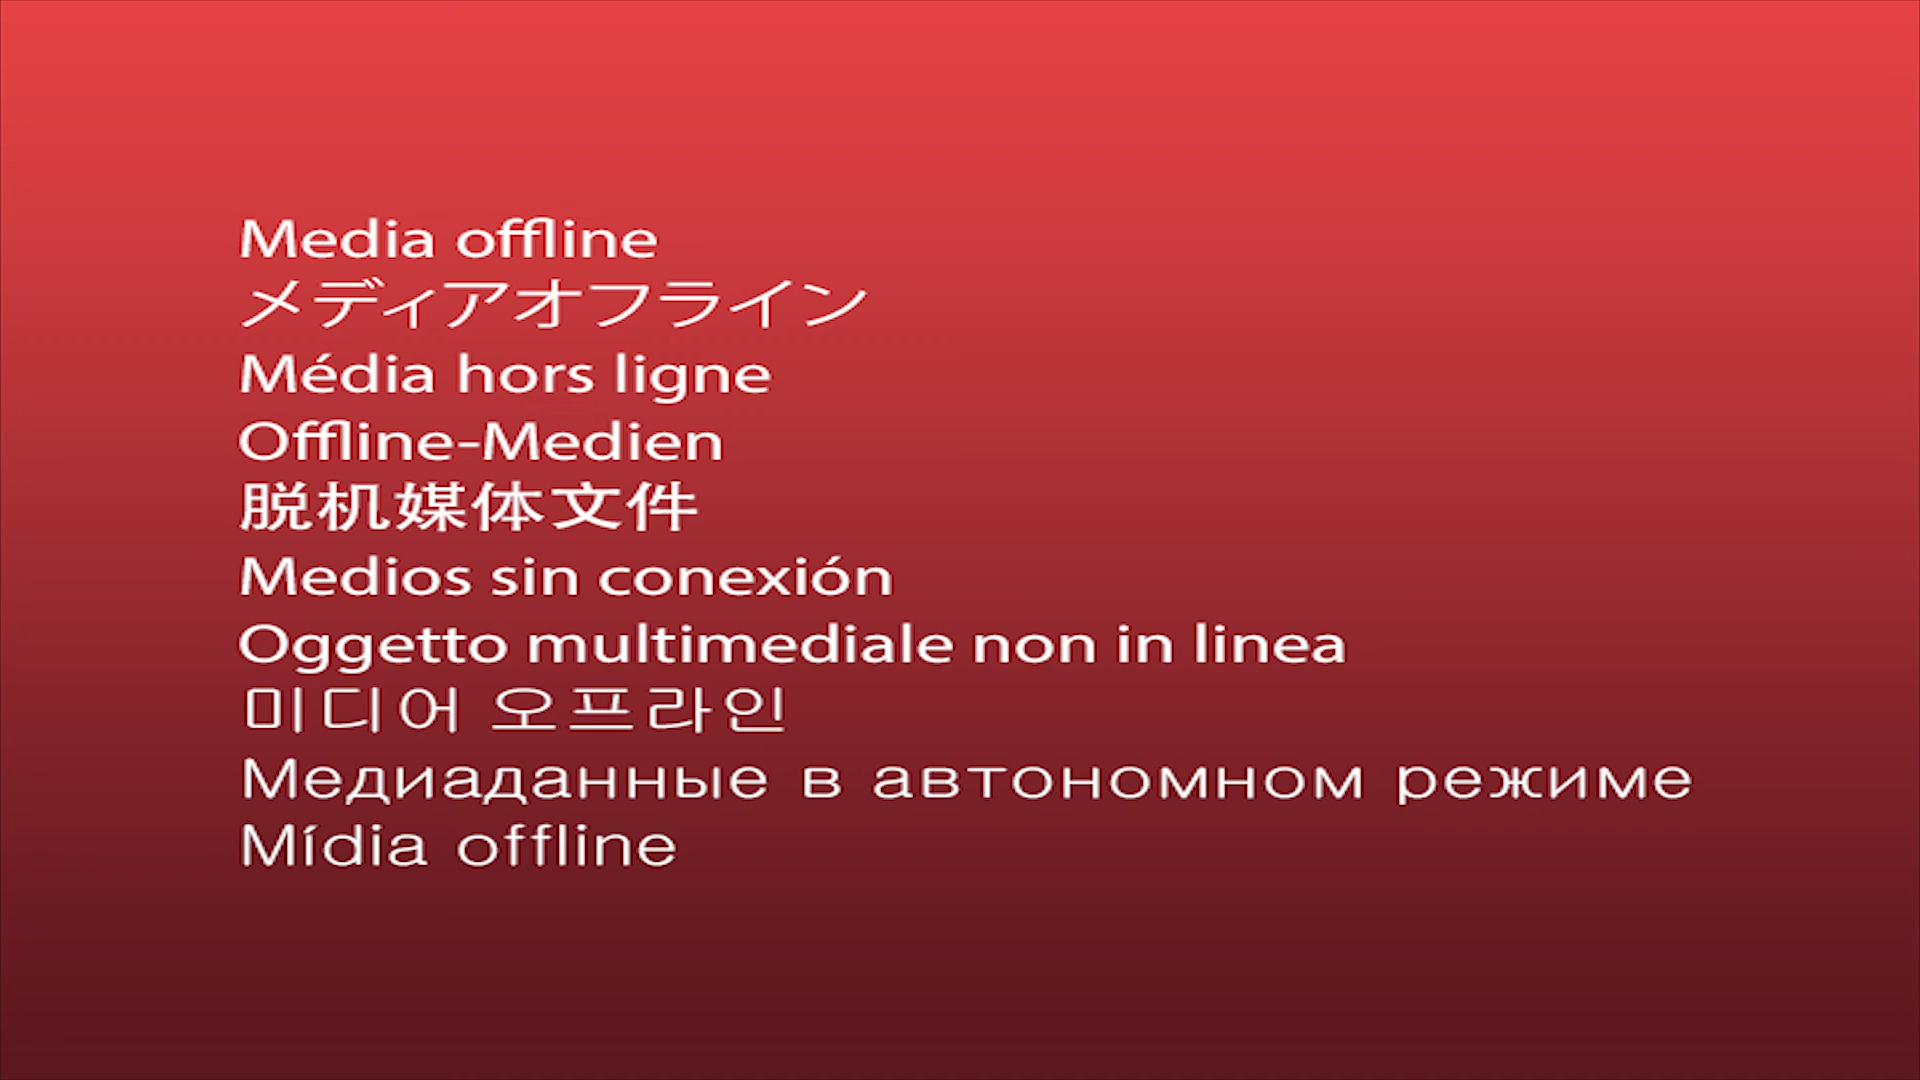 Media offline
メディアオフライン
Média hors ligne
Offline-Medien
脱机媒体文件
Medios sin conexión
Oggetto multimediale non in linea
미디어 오프라인
Медиаданные в автономном режиме
Mídia offline